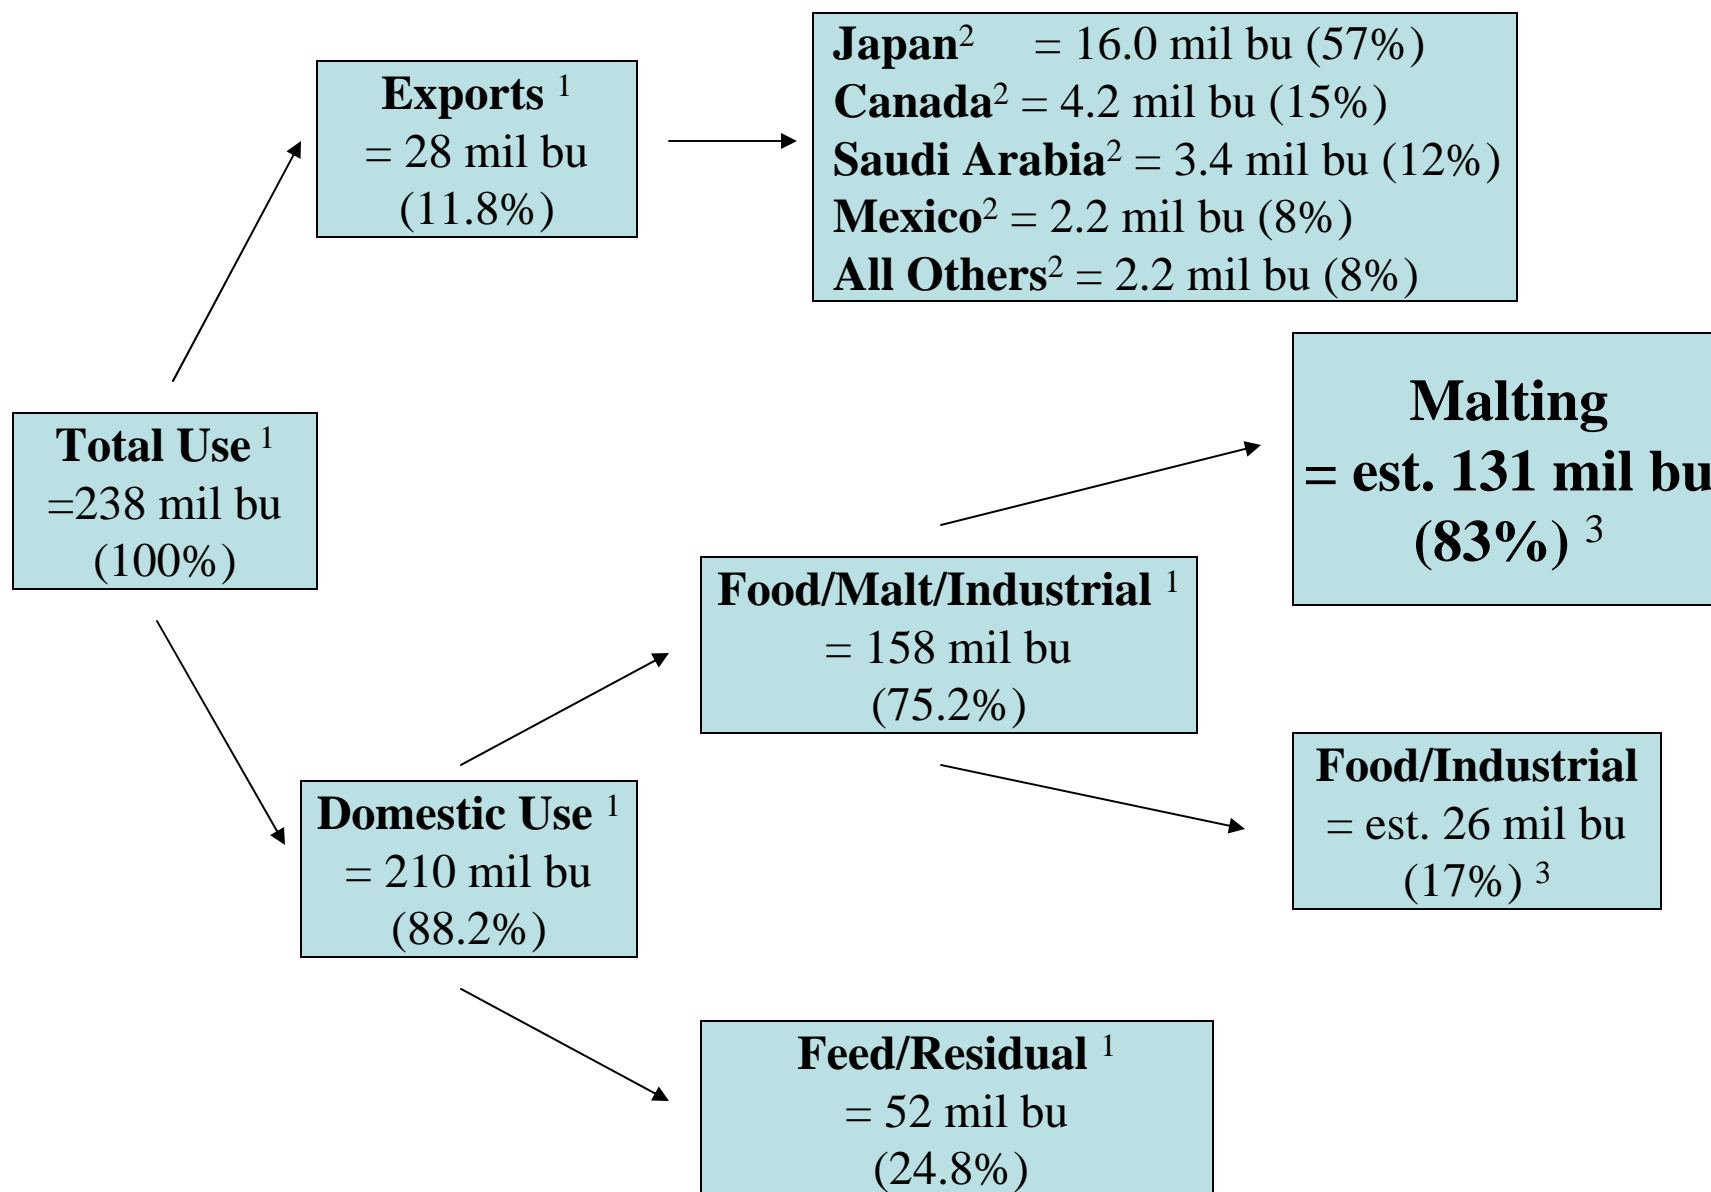 Exports ¹
= 28 mil bu
(11.8%)
Japan² = 16.0 mil bu (57%)
Canada² = 4.2 mil bu (15%)
Saudi Arabia² = 3.4 mil bu (12%)
Mexico² = 2.2 mil bu (8%)
All Others² = 2.2 mil bu (8%)
Total Use ¹
=238 mil bu
(100%)
Malting
= est. 131 mil bu
(83%) ³
Food/Malt/Industrial ¹
= 158 mil bu
(75.2%)
Food/Industrial
= est. 26 mil bu
(17%) ³
Domestic Use ¹
= 210 mil bu
(88.2%)
Feed/Residual ¹
= 52 mil bu
(24.8%)